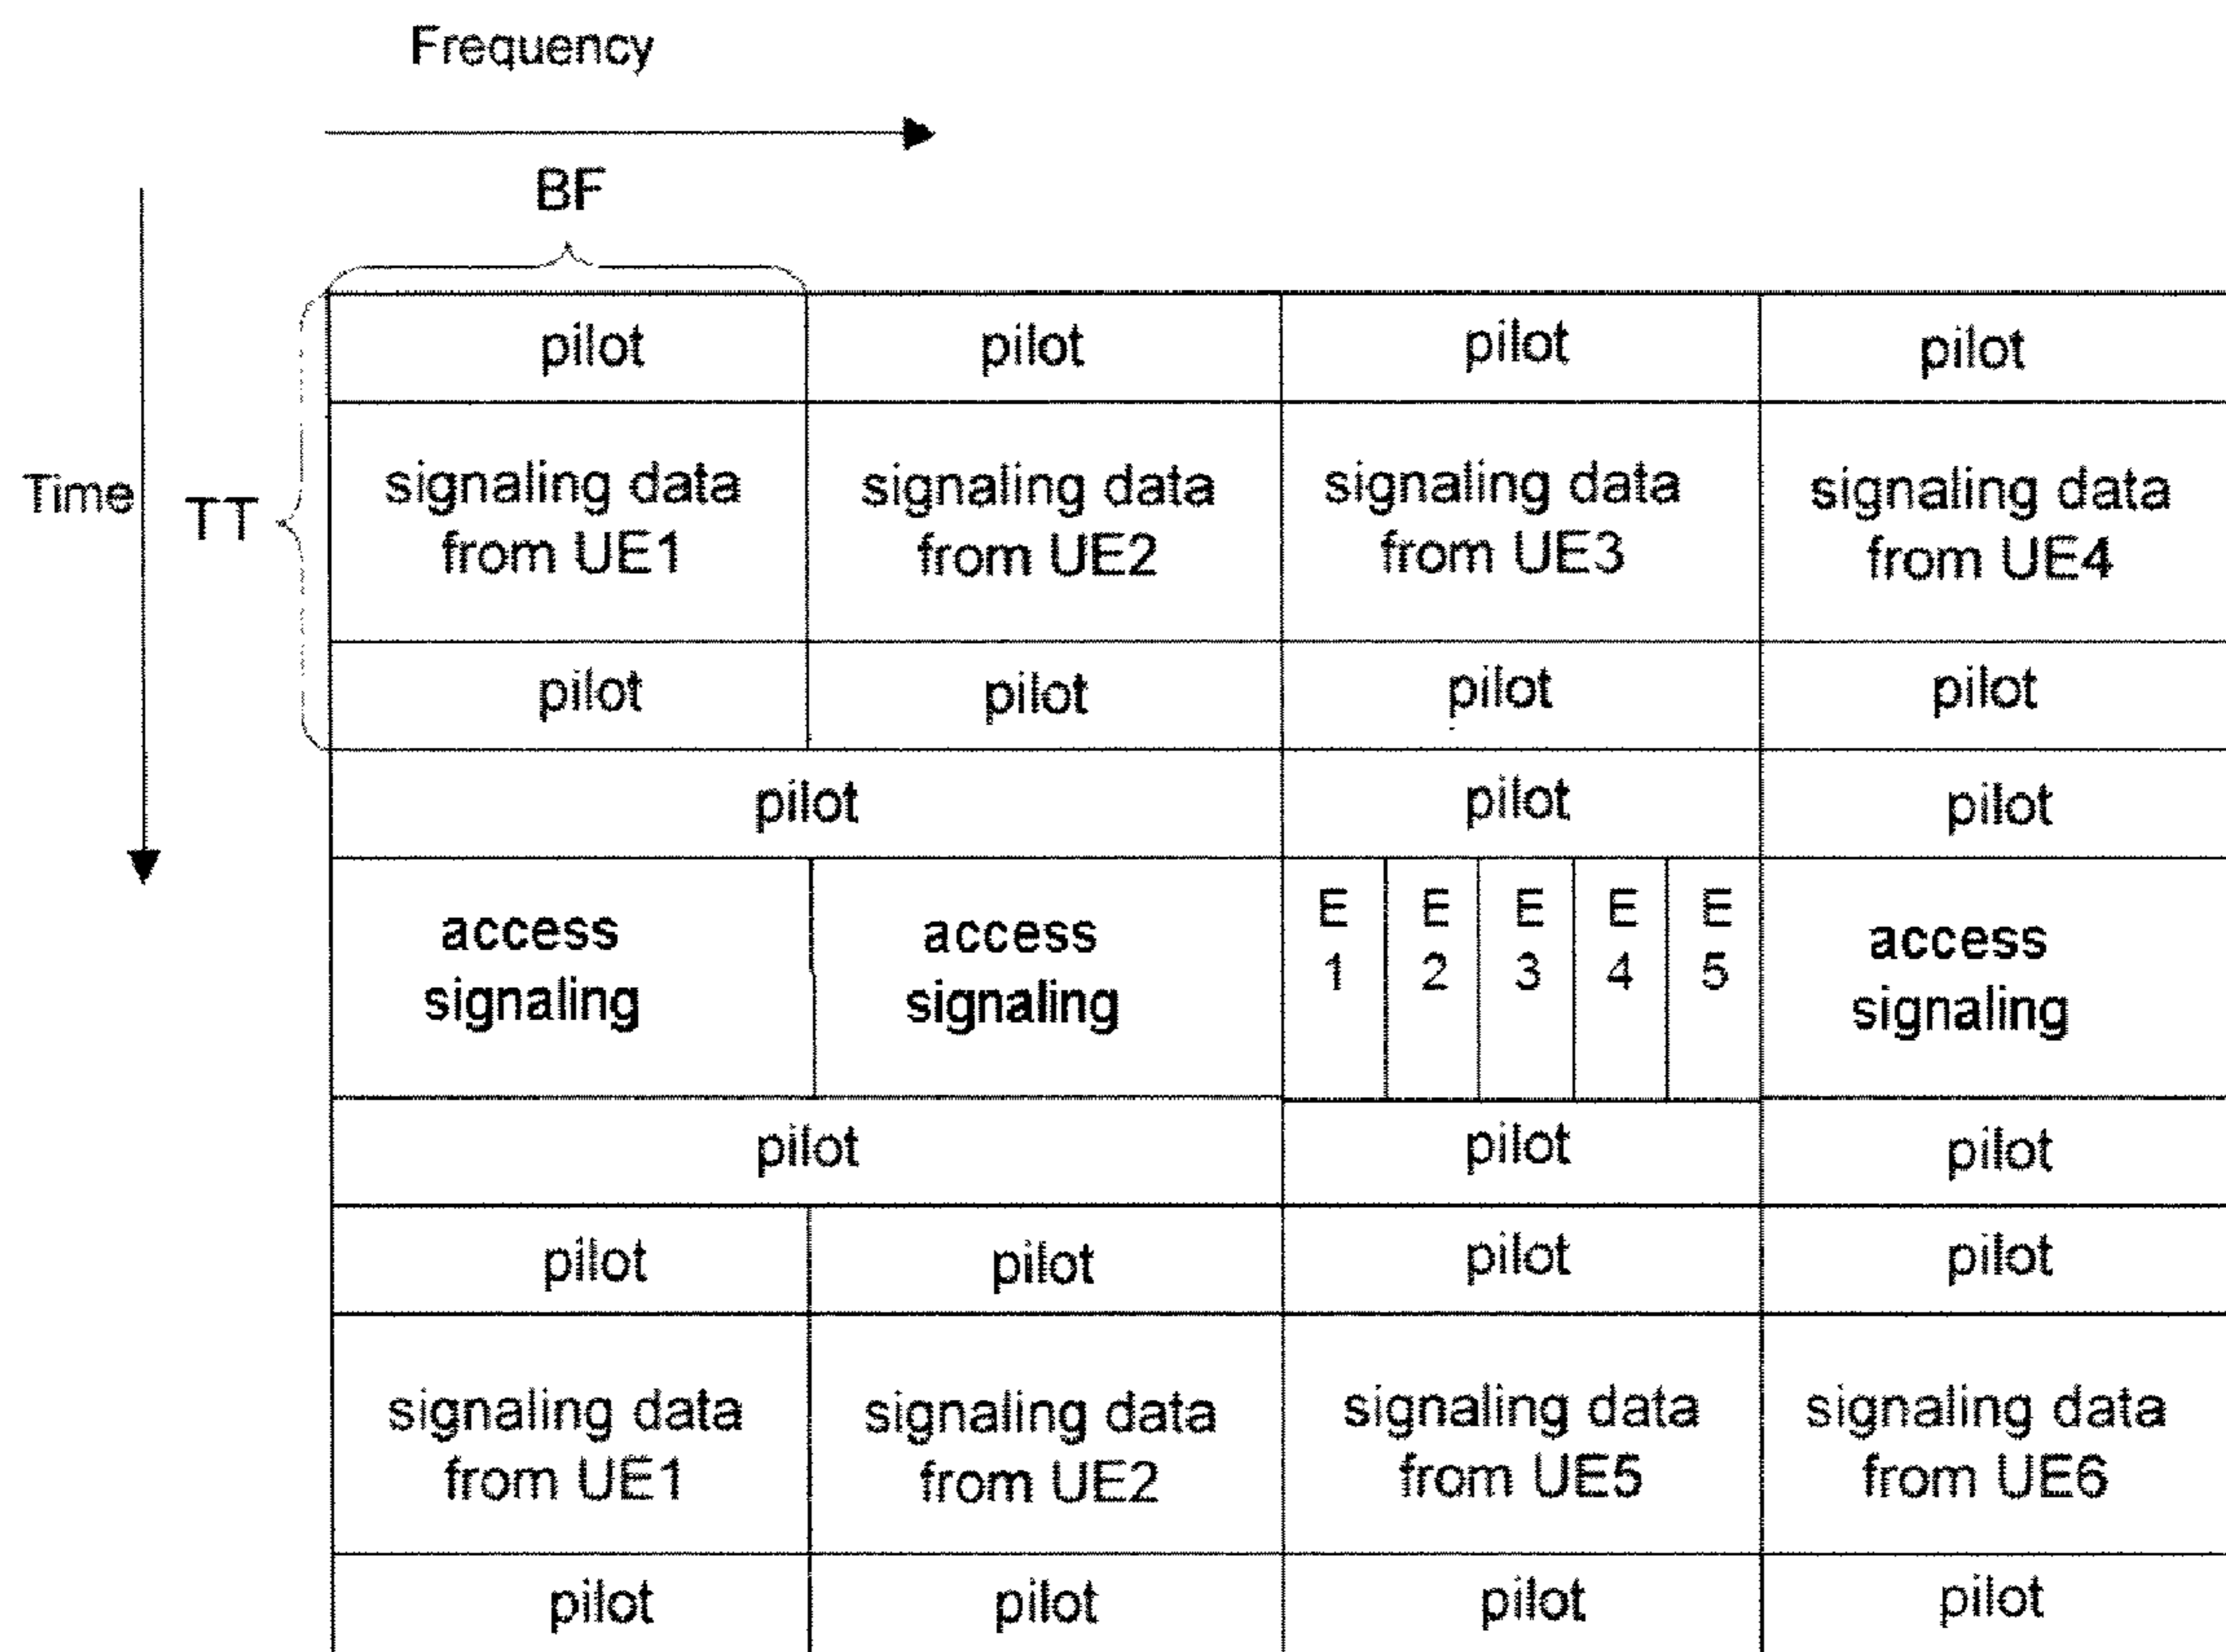 Frequency
BF
Time
TT
pilot pilot pilot pilot
signaling data signaling data signaling data signaling data
from UE1 from UE2 from UE3 from UE4
pilot pilot pilot pilot
pilot pilot pilot
access access E E E E E access
signaling signaling 1 2 3 4 5 signaling
pilot pilot pilot
pilot pilot pilot pilot
signaling data signaling data signaling data signaling data
from UE1 from UE2 from UE5 from UE6
pilot pilot pilot pilot